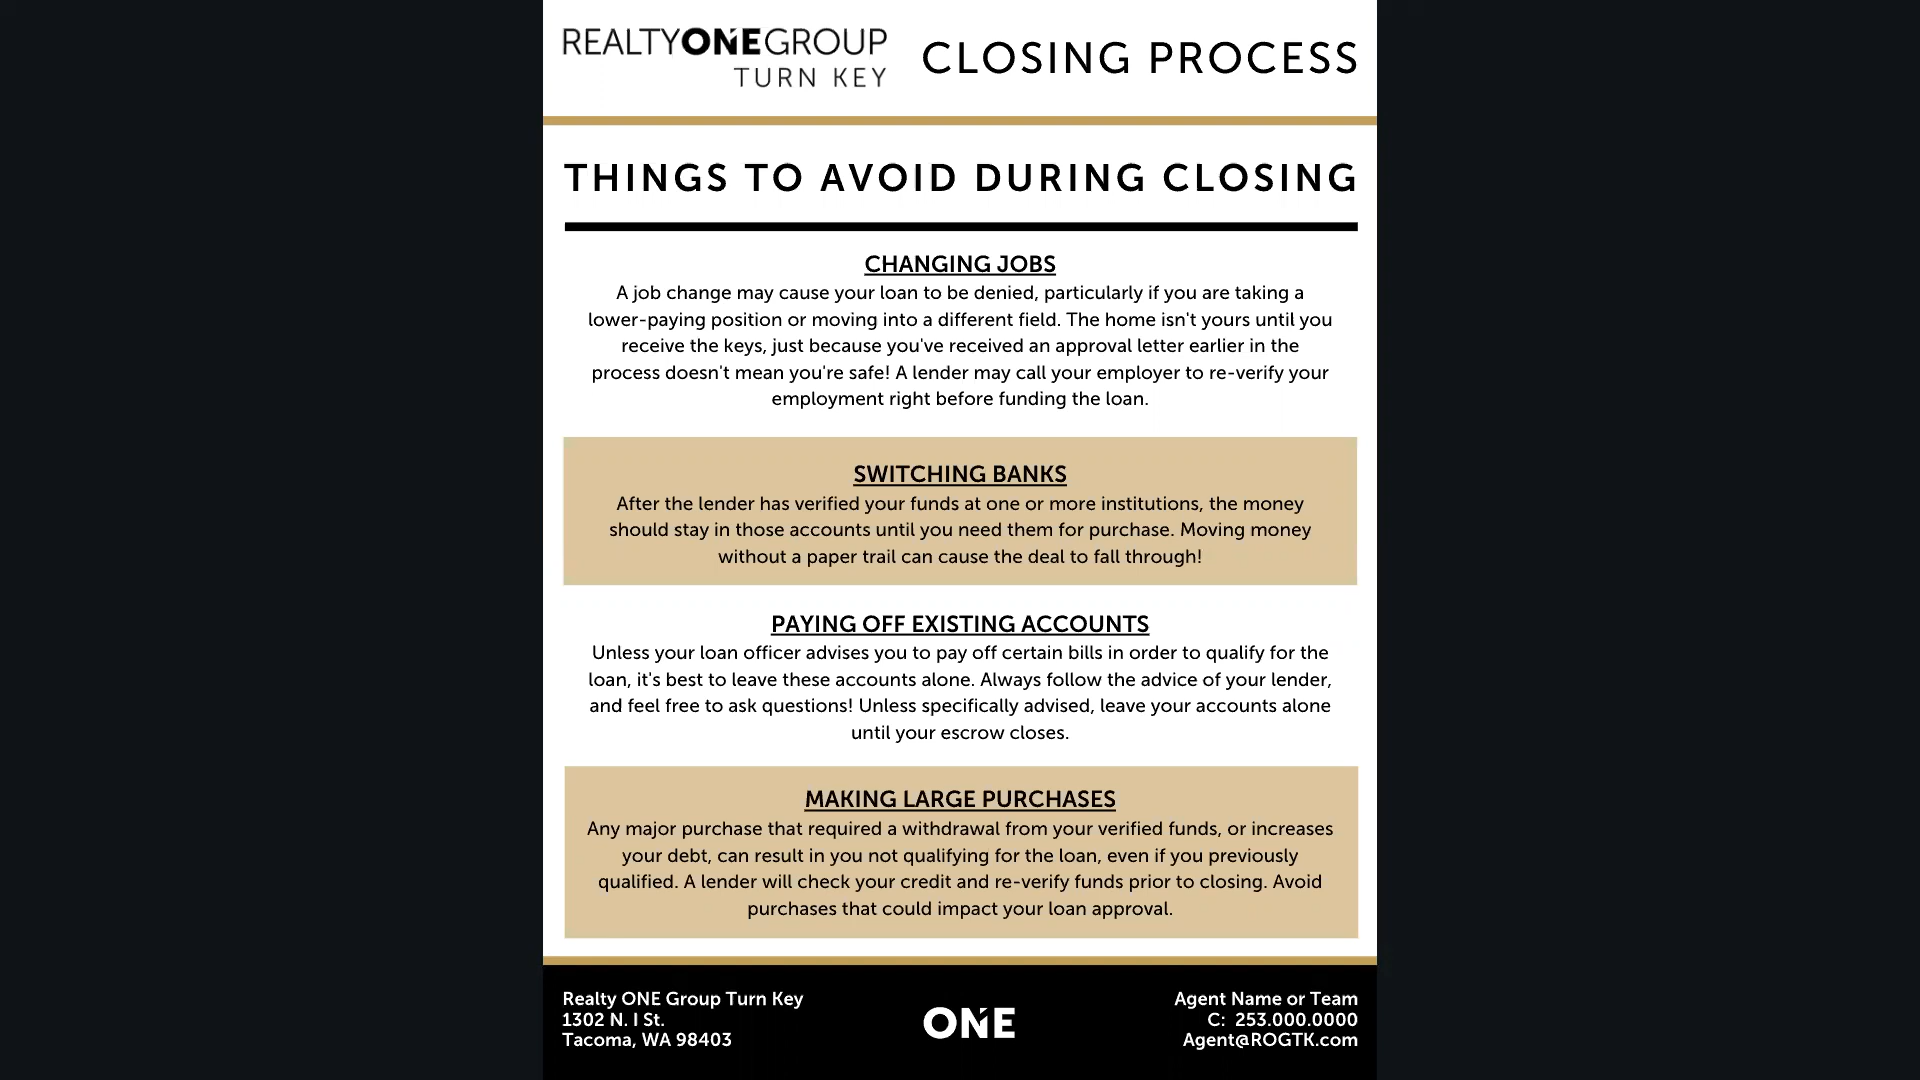 REALTYONEGROUP
TURN KEY
CLOSING PROCESS
THINGS TO AVOID DURING CLOSING
CHANGING JOBS
A job change may cause your loan to be denied, particularly if you are taking a
lower-paying position or moving into a different field. The home isn't yours until you
receive the keys, just because you've received an approval letter earlier in the
process doesn't mean you're safe! A lender may call your employer to re-verify your
employment right before funding the loan.
SWITCHING BANKS
After the lender has verified your funds at one or more institutions, the money
should stay in those accounts until you need them for purchase. Moving money
without a paper trail can cause the deal to fall through!
PAYING OFF EXISTING ACCOUNTS
Unless your loan officer advises you to pay off certain bills in order to qualify for the
loan, it's best to leave these accounts alone. Always follow the advice of your lender,
and feel free to ask questions! Unless specifically advised, leave your accounts alone
until your escrow closes.
MAKING LARGE PURCHASES
Any major purchase that required a withdrawal from your verified funds, or increases
your debt, can result in you not qualifying for the loan, even if you previously
qualified. A lender will check your credit and re-verify funds prior to closing. Avoid
purchases that could impact your loan approval.
Realty ONE Group Turn Key
1302 N. I St.
Tacoma, WA 98403
ONE
Agent Name or Team
C: 253.000.0000
Agent@ROGTK.com